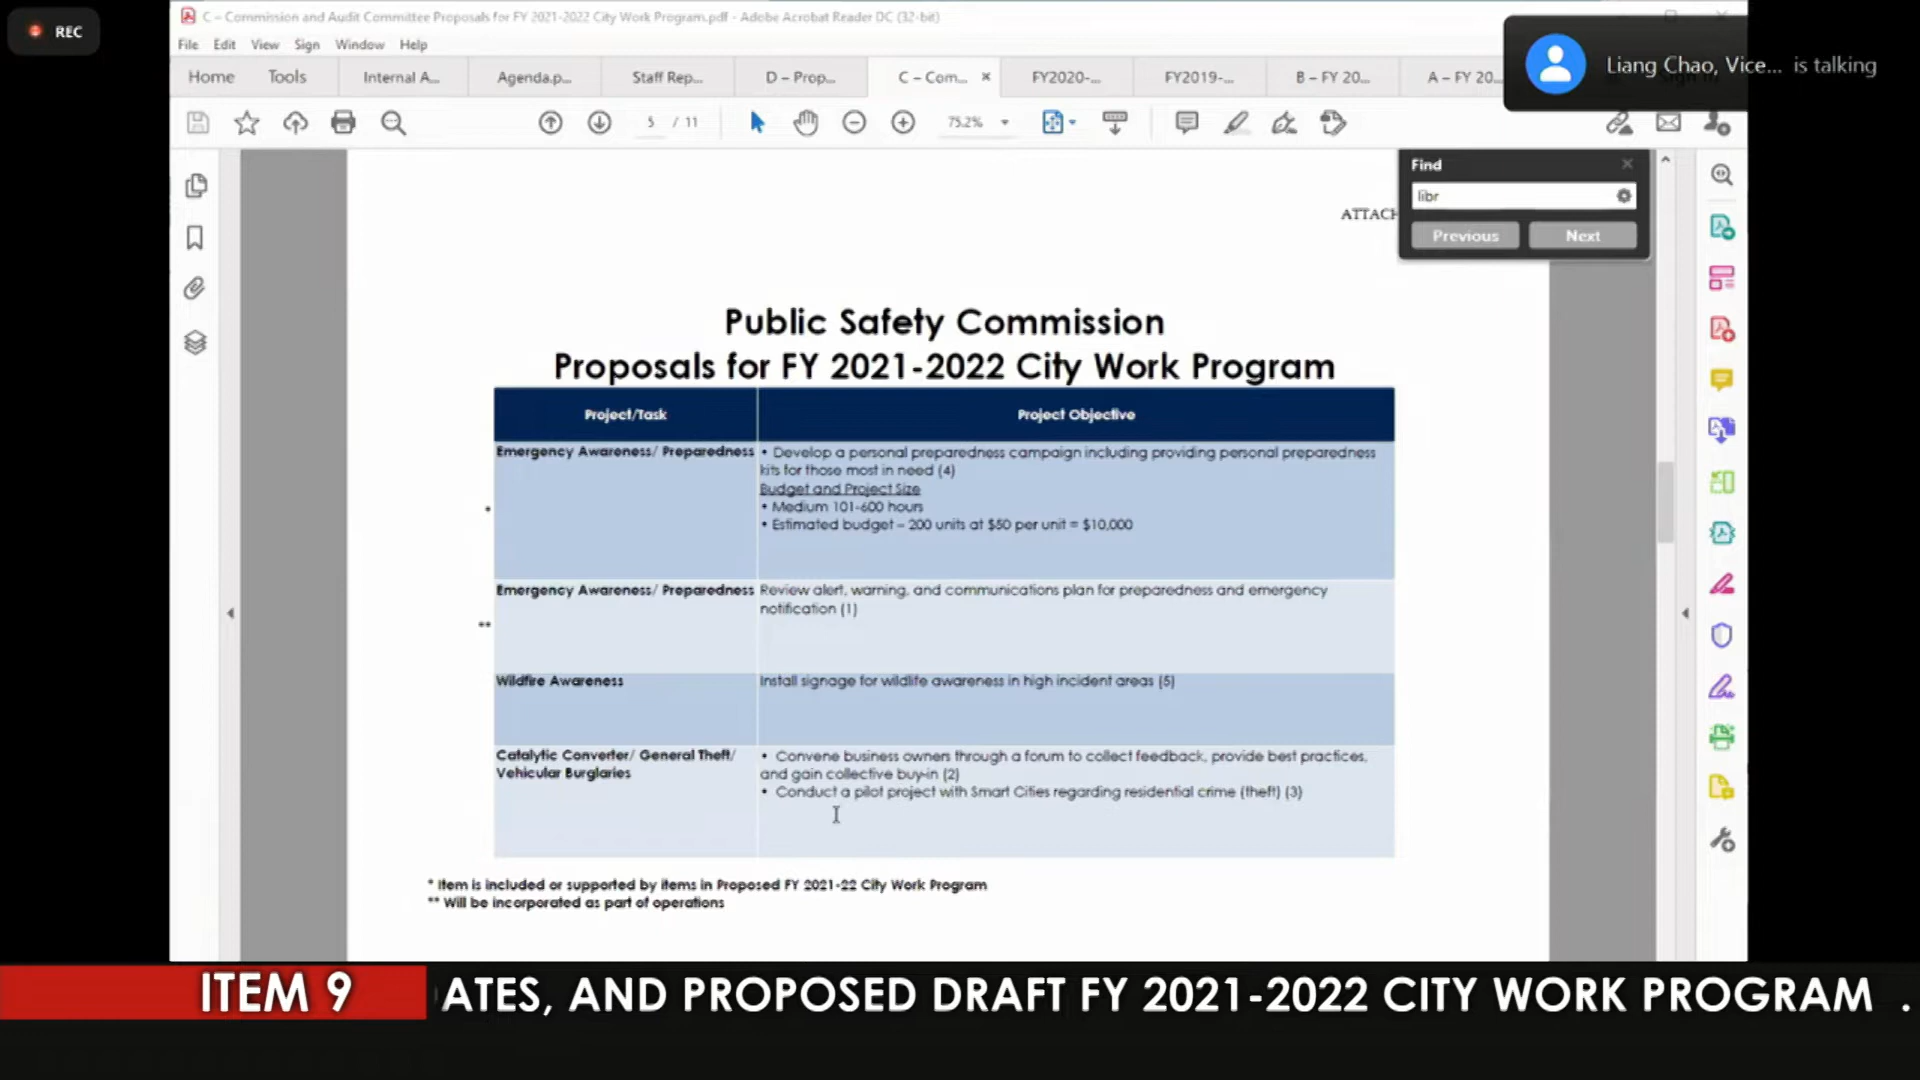 REC
C – Commission and Audit Committee Proposals for FY 2021-2022 City Work Program.pdf - Adobe Acrobat Reader DC (32-bit)
File Edit View Sign Window Help
Liang Chao, Vice... is talking
Home Tools Internal A... Agenda.p... Staff Rep... D – Prop... C – Com... FY2020-... FY2019-... B – FY 20... A – FY 20...
5 / 11 75.2%
Find
libr
Previous Next
ATTACH
Public Safety Commission
Proposals for FY 2021-2022 City Work Program
Project/Task Project Objective
Emergency Awareness/ Preparedness • Develop a personal preparedness campaign including providing personal preparedness
kits for those most in need (4)
Budget and Project Size
* • Medium 101-600 hours
• Estimated budget – 200 units at $50 per unit = $10,000
Emergency Awareness/ Preparedness Review alert, warning, and communications plan for preparedness and emergency
notification (1)
**
Wildfire Awareness Install signage for wildlife awareness in high incident areas (5)
Catalytic Converter/ General Theft/ • Convene business owners through a forum to collect feedback, provide best practices,
Vehicular Burglaries and gain collective buy-in (2)
• Conduct a pilot project with Smart Cities regarding residential crime (theft) (3)
* Item is included or supported by items in Proposed FY 2021-22 City Work Program
** Will be incorporated as part of operations
ITEM 9 ATES, AND PROPOSED DRAFT FY 2021-2022 CITY WORK PROGRAM .